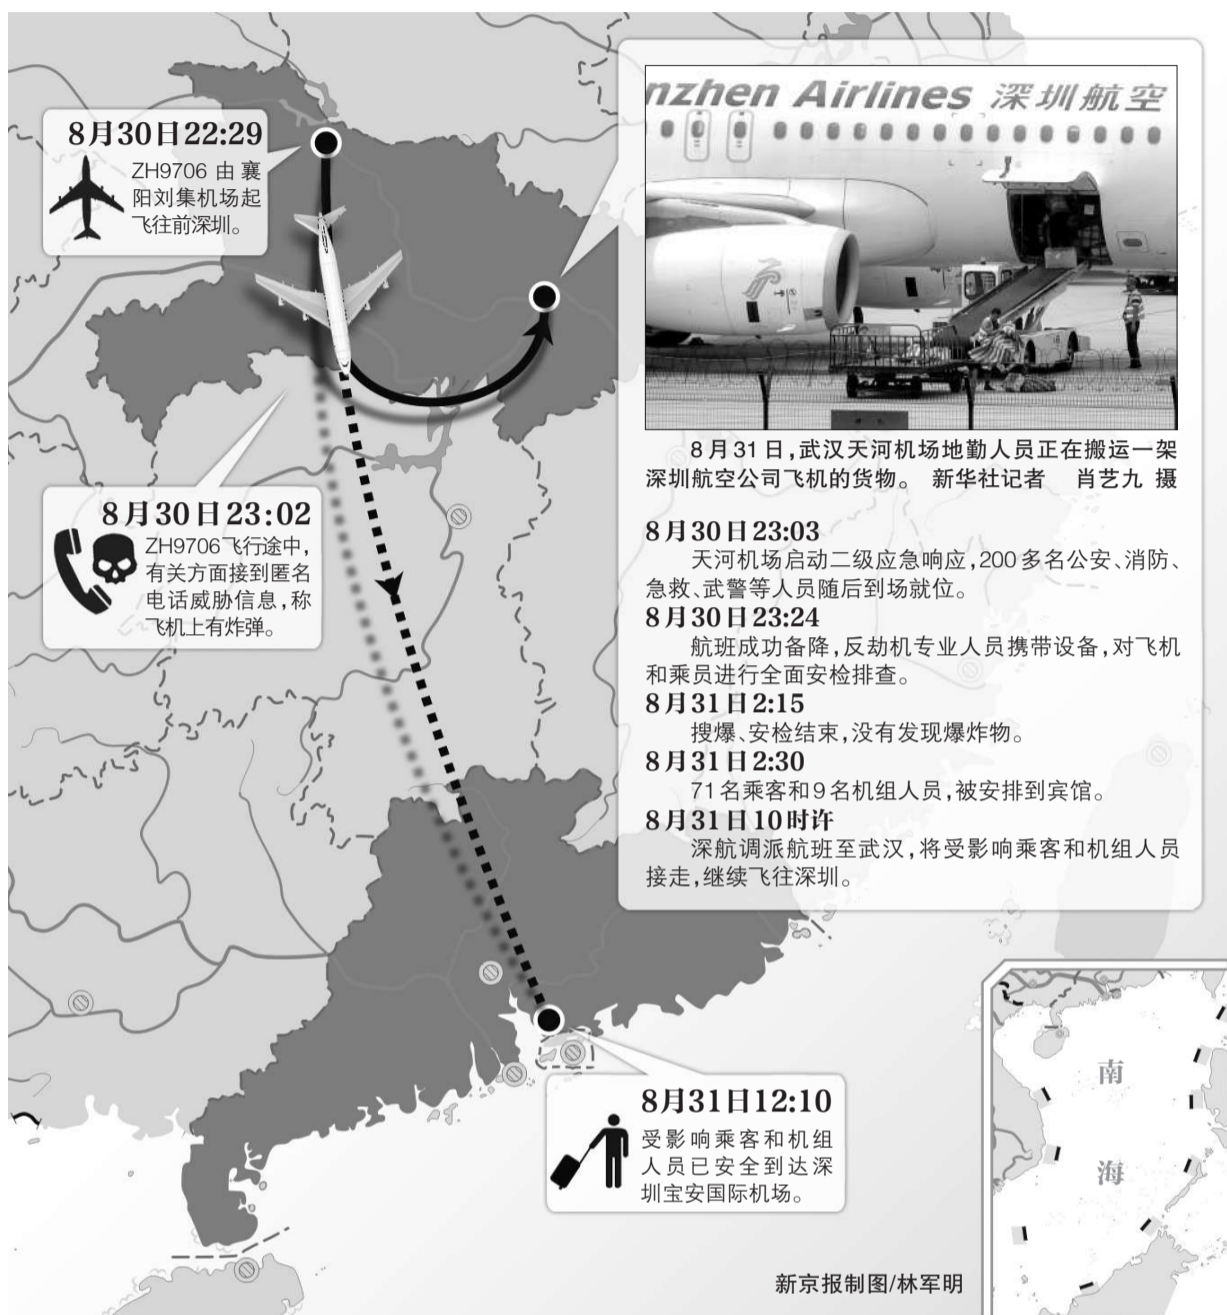 8月30日22:29
ZH9706 由 襄
阳刘集机场起
飞往前深圳。
8月30日23:02
ZH9706飞行途中，
有关方面接到匿名
电话威胁信息，称
飞机上有炸弹。
nzhen Airlines 深圳航空
8月31日，武汉天河机场地勤人员正在搬运一架
深圳航空公司飞机的货物。 新华社记者 肖艺九 摄
8月30日23:03
天河机场启动二级应急响应，200多名公安、消防、
急救、武警等人员随后到场就位。
8月30日23:24
航班成功备降，反劫机专业人员携带设备，对飞机
和乘员进行全面安检排查。
8月31日2:15
搜爆、安检结束，没有发现爆炸物。
8月31日2:30
71名乘客和9名机组人员，被安排到宾馆。
8月31日10时许
深航调派航班至武汉，将受影响乘客和机组人员
接走，继续飞往深圳。
8月31日12:10
受影响乘客和机组
人员已安全到达深
圳宝安国际机场。
南
海
新京报制图/林军明